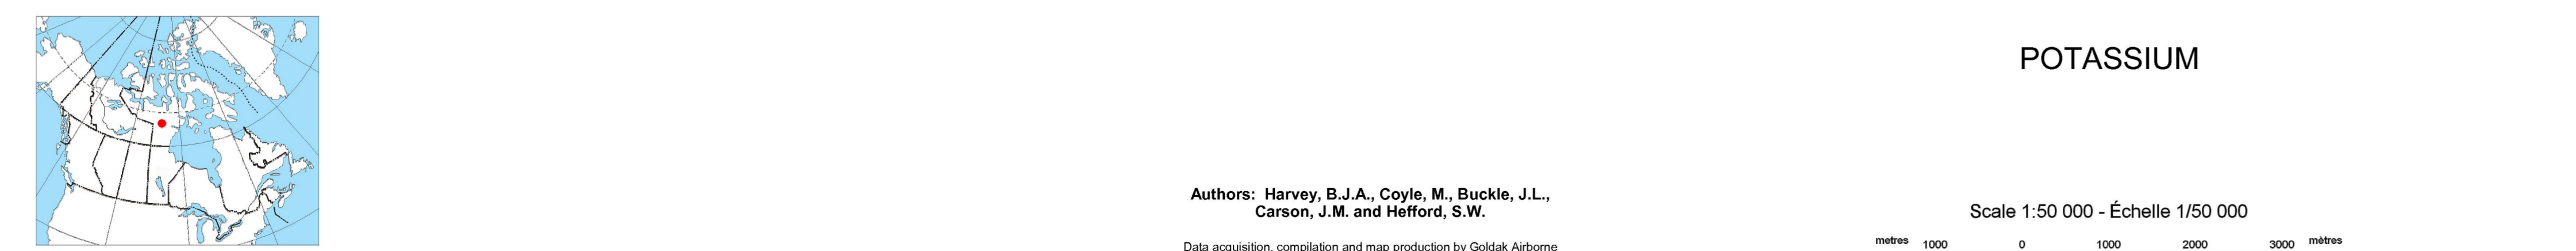 POTASSIUM
Authors: Harvey, B.J.A., Coyle, M., Buckle, J.L.,
Carson, J.M. and Hefford, S.W.
Scale 1:50 000 - Échelle 1/50 000
Data acquisition, compilation and map production by Goldak Airborne
metres 1000 0 1000 2000 3000 mètres